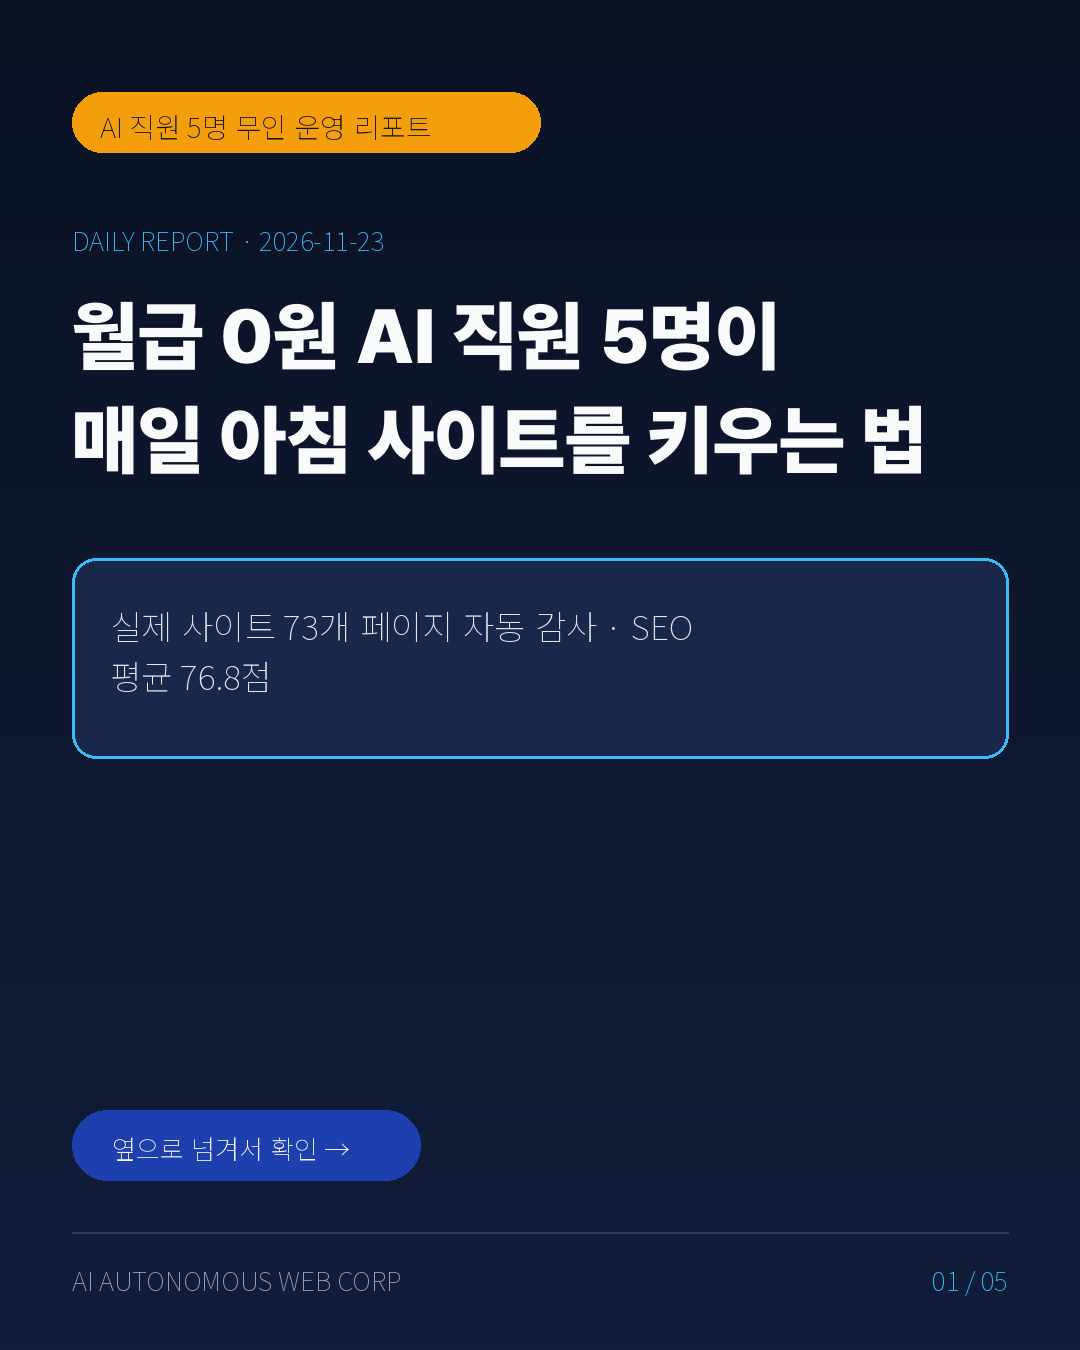 AI 직원 5명 무인 운영 리포트
DAILY REPORT · 2026-11-23
월급 0원 AI 직원 5명이
매일 아침 사이트를 키우는 법
실제 사이트 73개 페이지 자동 감사 · SEO
평균 76.8점
옆으로 넘겨서 확인 →
AI AUTONOMOUS WEB CORP
01 / 05